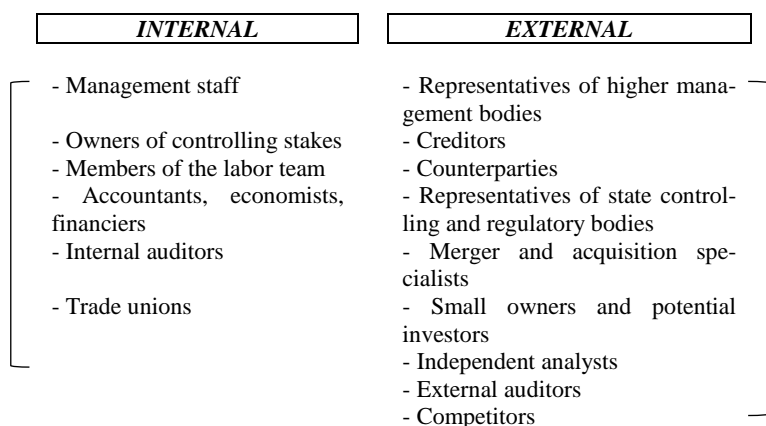 INTERNAL
- Management staff
- Owners of controlling stakes
- Members of the labor team
- Accountants, economists,
financiers
- Internal auditors
- Trade unions
EXTERNAL
- Representatives of higher mana-
gement bodies
- Creditors
- Counterparties
- Representatives of state control-
ling and regulatory bodies
- Merger and acquisition spe-
cialists
- Small owners and potential
investors
- Independent analysts
- External auditors
- Competitors